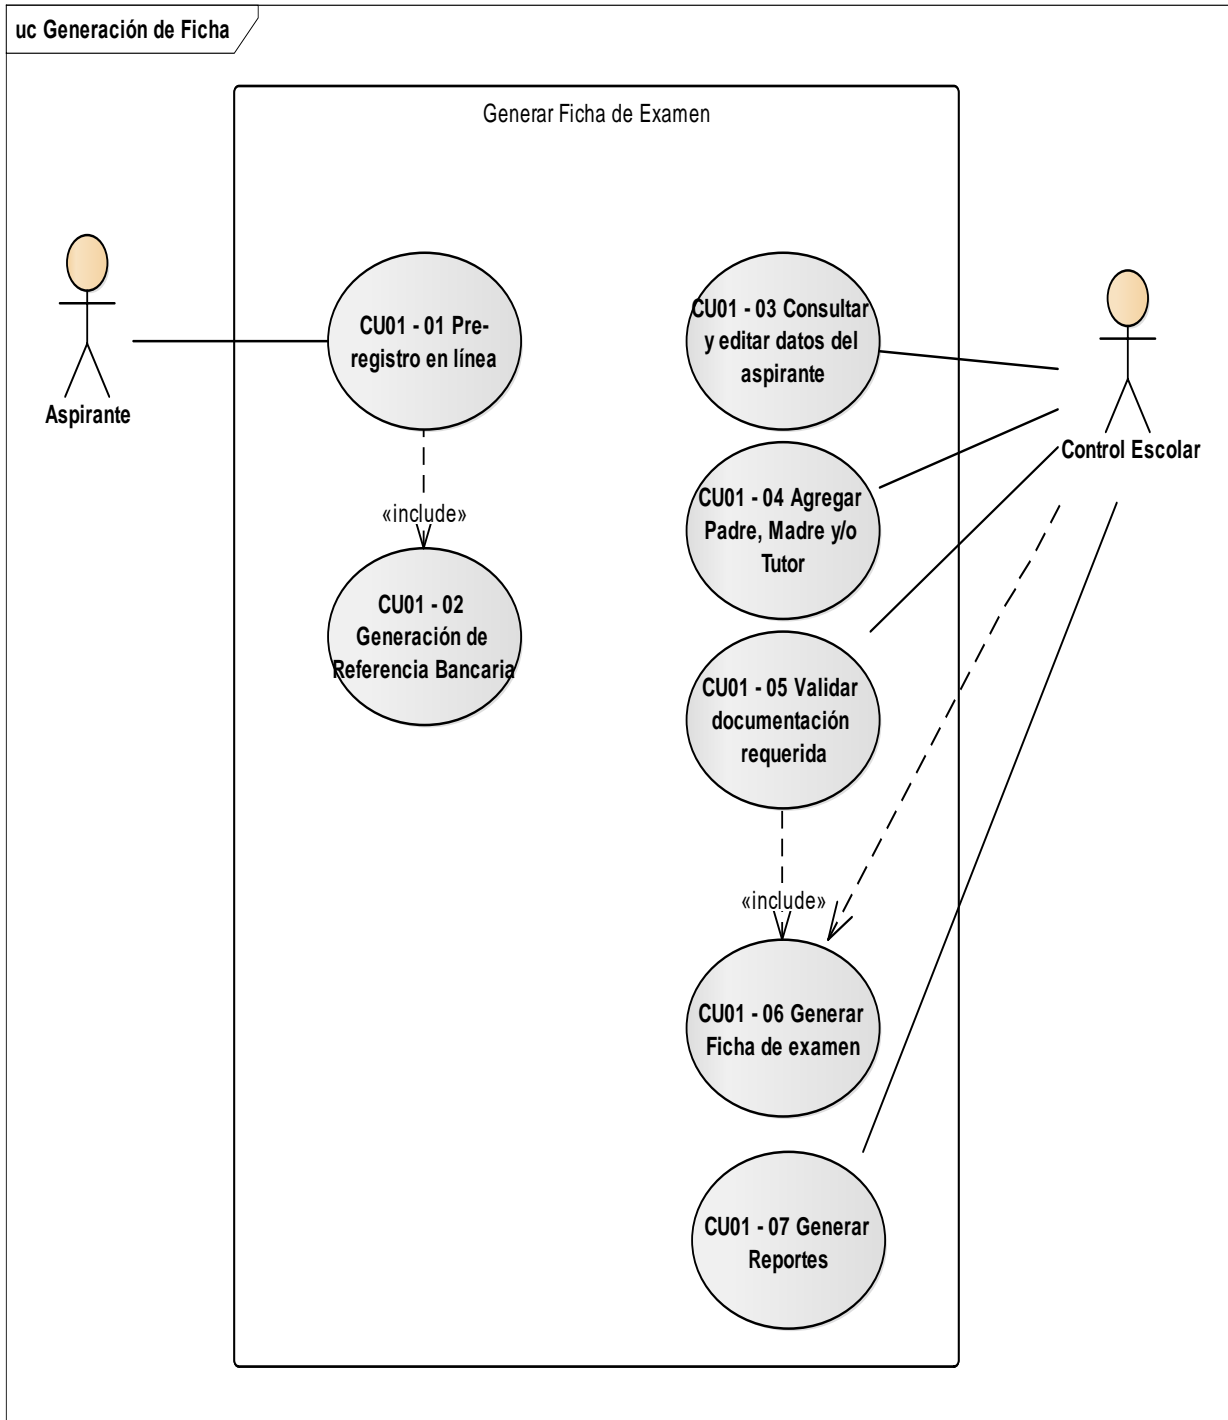 uc Generación de Ficha
Generar Ficha de Examen
Aspirante
CU01 - 01 Pre-
registro en línea
«include»
CU01 - 02
Generación de
Referencia Bancaria
CU01 - 03 Consultar
y editar datos del
aspirante
Control Escolar
CU01 - 04 Agregar
Padre, Madre y/o
Tutor
CU01 - 05 Validar
documentación
requerida
«include»
CU01 - 06 Generar
Ficha de examen
CU01 - 07 Generar
Reportes